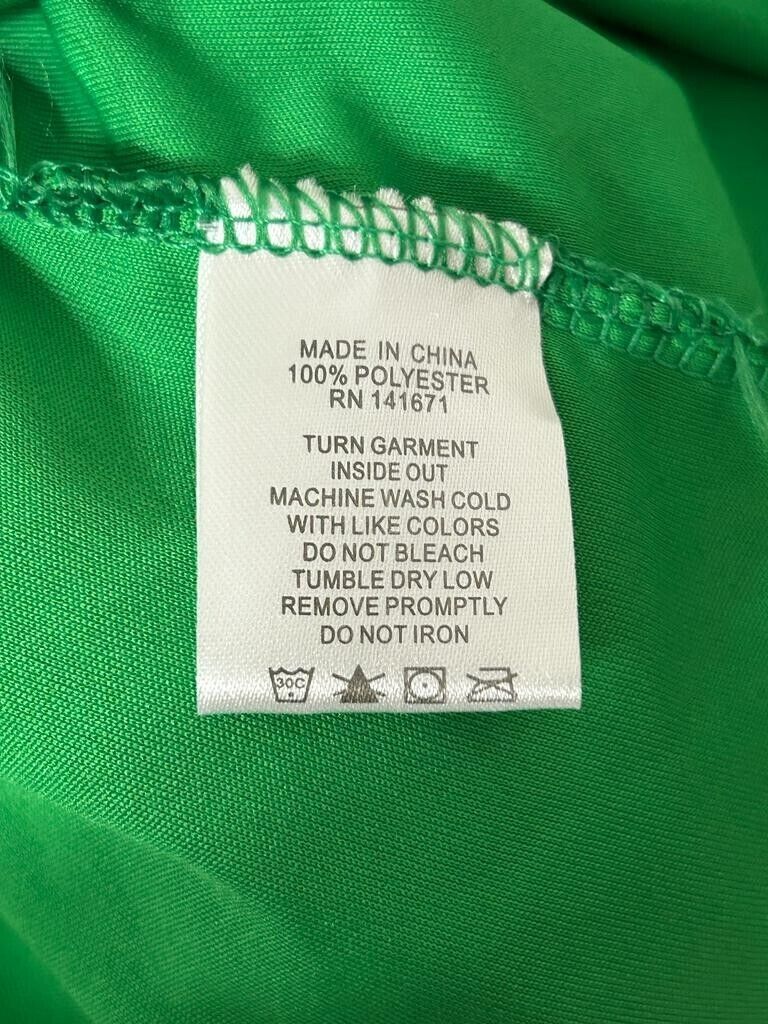 MADE IN CHINA
100% POLYESTER
RN 141671
TURN GARMENT
INSIDE OUT
MACHINE WASH COLD
WITH LIKE COLORS
DO NOT BLEACH
TUMBLE DRY LOW
REMOVE PROMPTLY
DO NOT IRON
30C